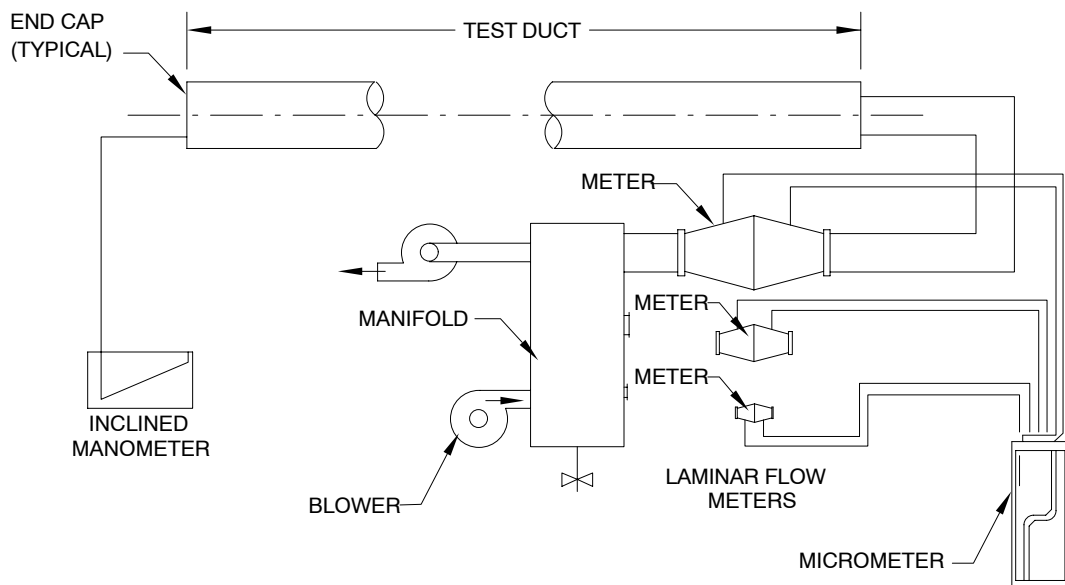 END CAP
(TYPICAL)
TEST DUCT
METER
MANIFOLD
METER
METER
INCLINED
MANOMETER
BLOWER
LAMINAR FLOW
METERS
MICROMETER